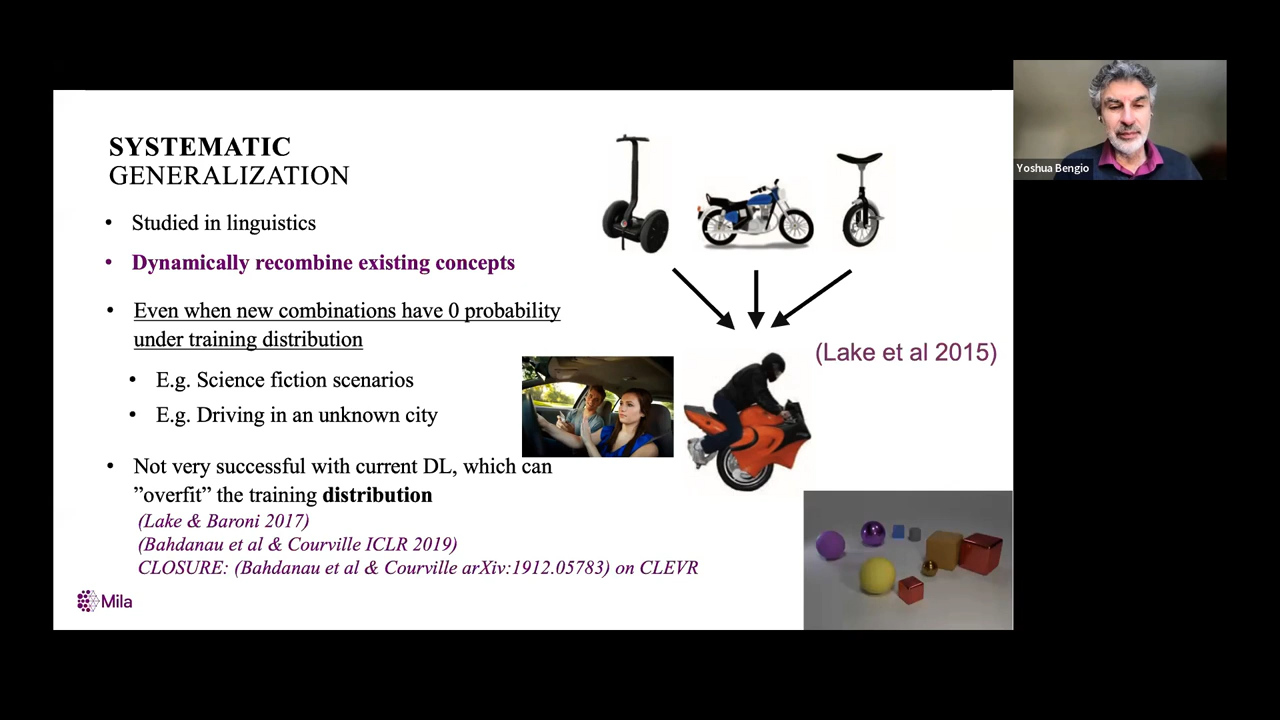 SYSTEMATIC
GENERALIZATION
• Studied in linguistics
• Dynamically recombine existing concepts
• Even when new combinations have 0 probability
under training distribution
• E.g. Science fiction scenarios
• E.g. Driving in an unknown city
• Not very successful with current DL, which can
”overfit” the training distribution
(Lake & Baroni 2017)
(Bahdanau et al & Courville ICLR 2019)
CLOSURE: (Bahdanau et al & Courville arXiv:1912.05783) on CLEVR
Mila
(Lake et al 2015)
Yoshua Bengio